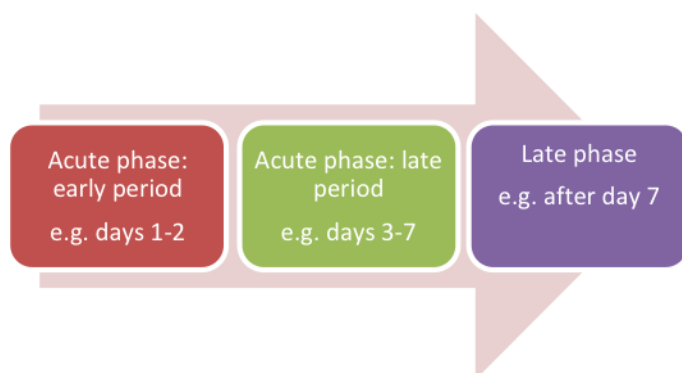 Acute phase:
early period
e.g. days 1-2
Acute phase: late
period
e.g. days 3-7
Late phase
e.g. after day 7